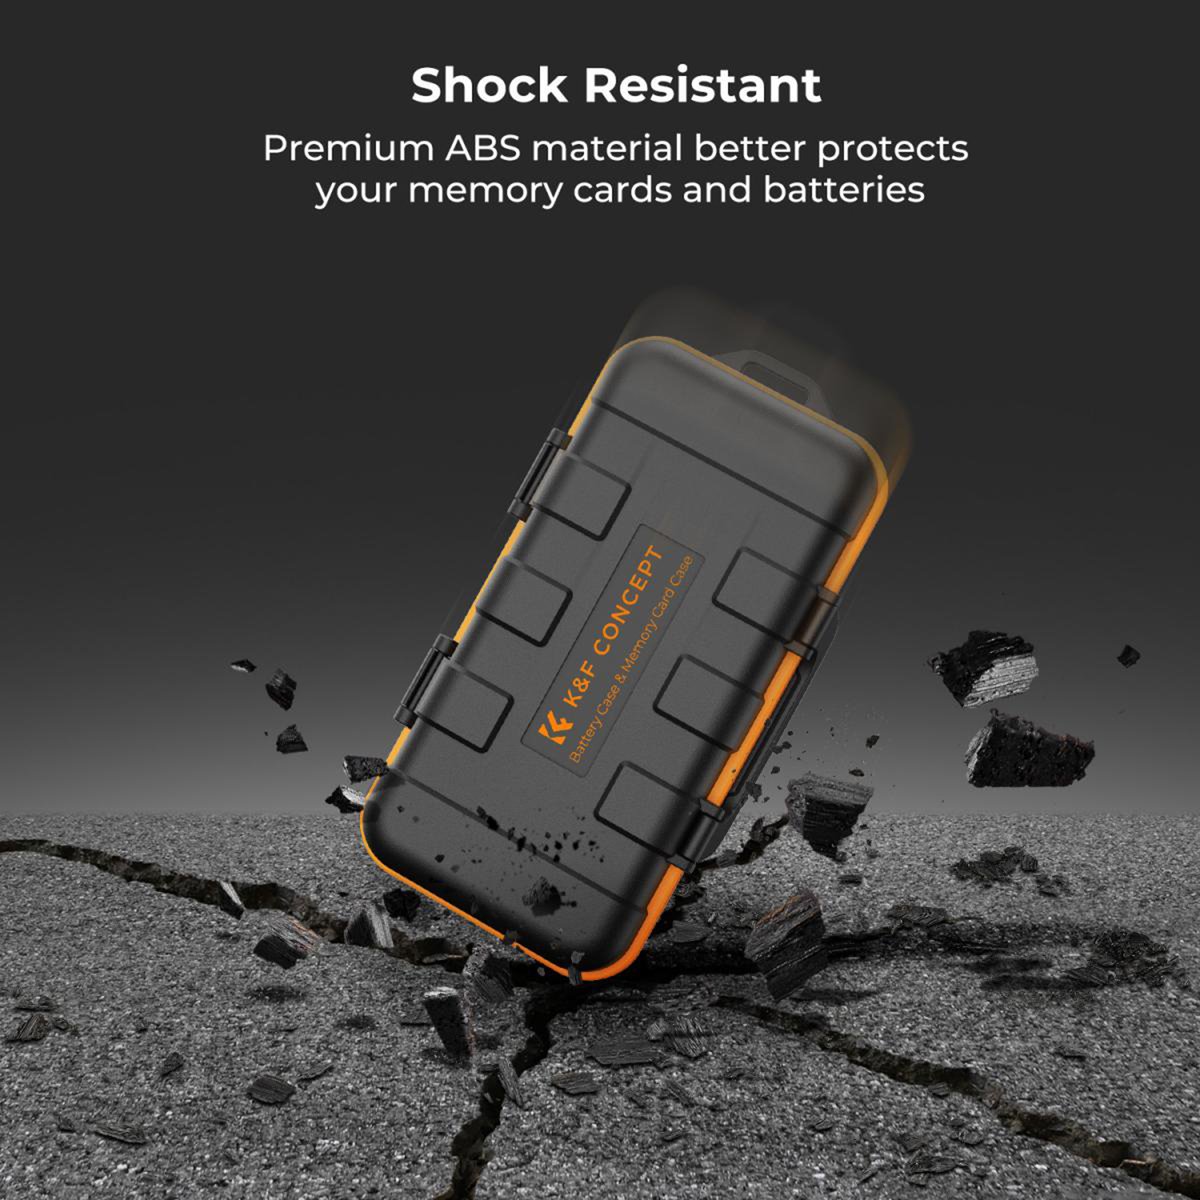 Shock Resistant
Premium ABS material better protects
your memory cards and batteries
K&F CONCEPT
Battery Case & Memory Card Case